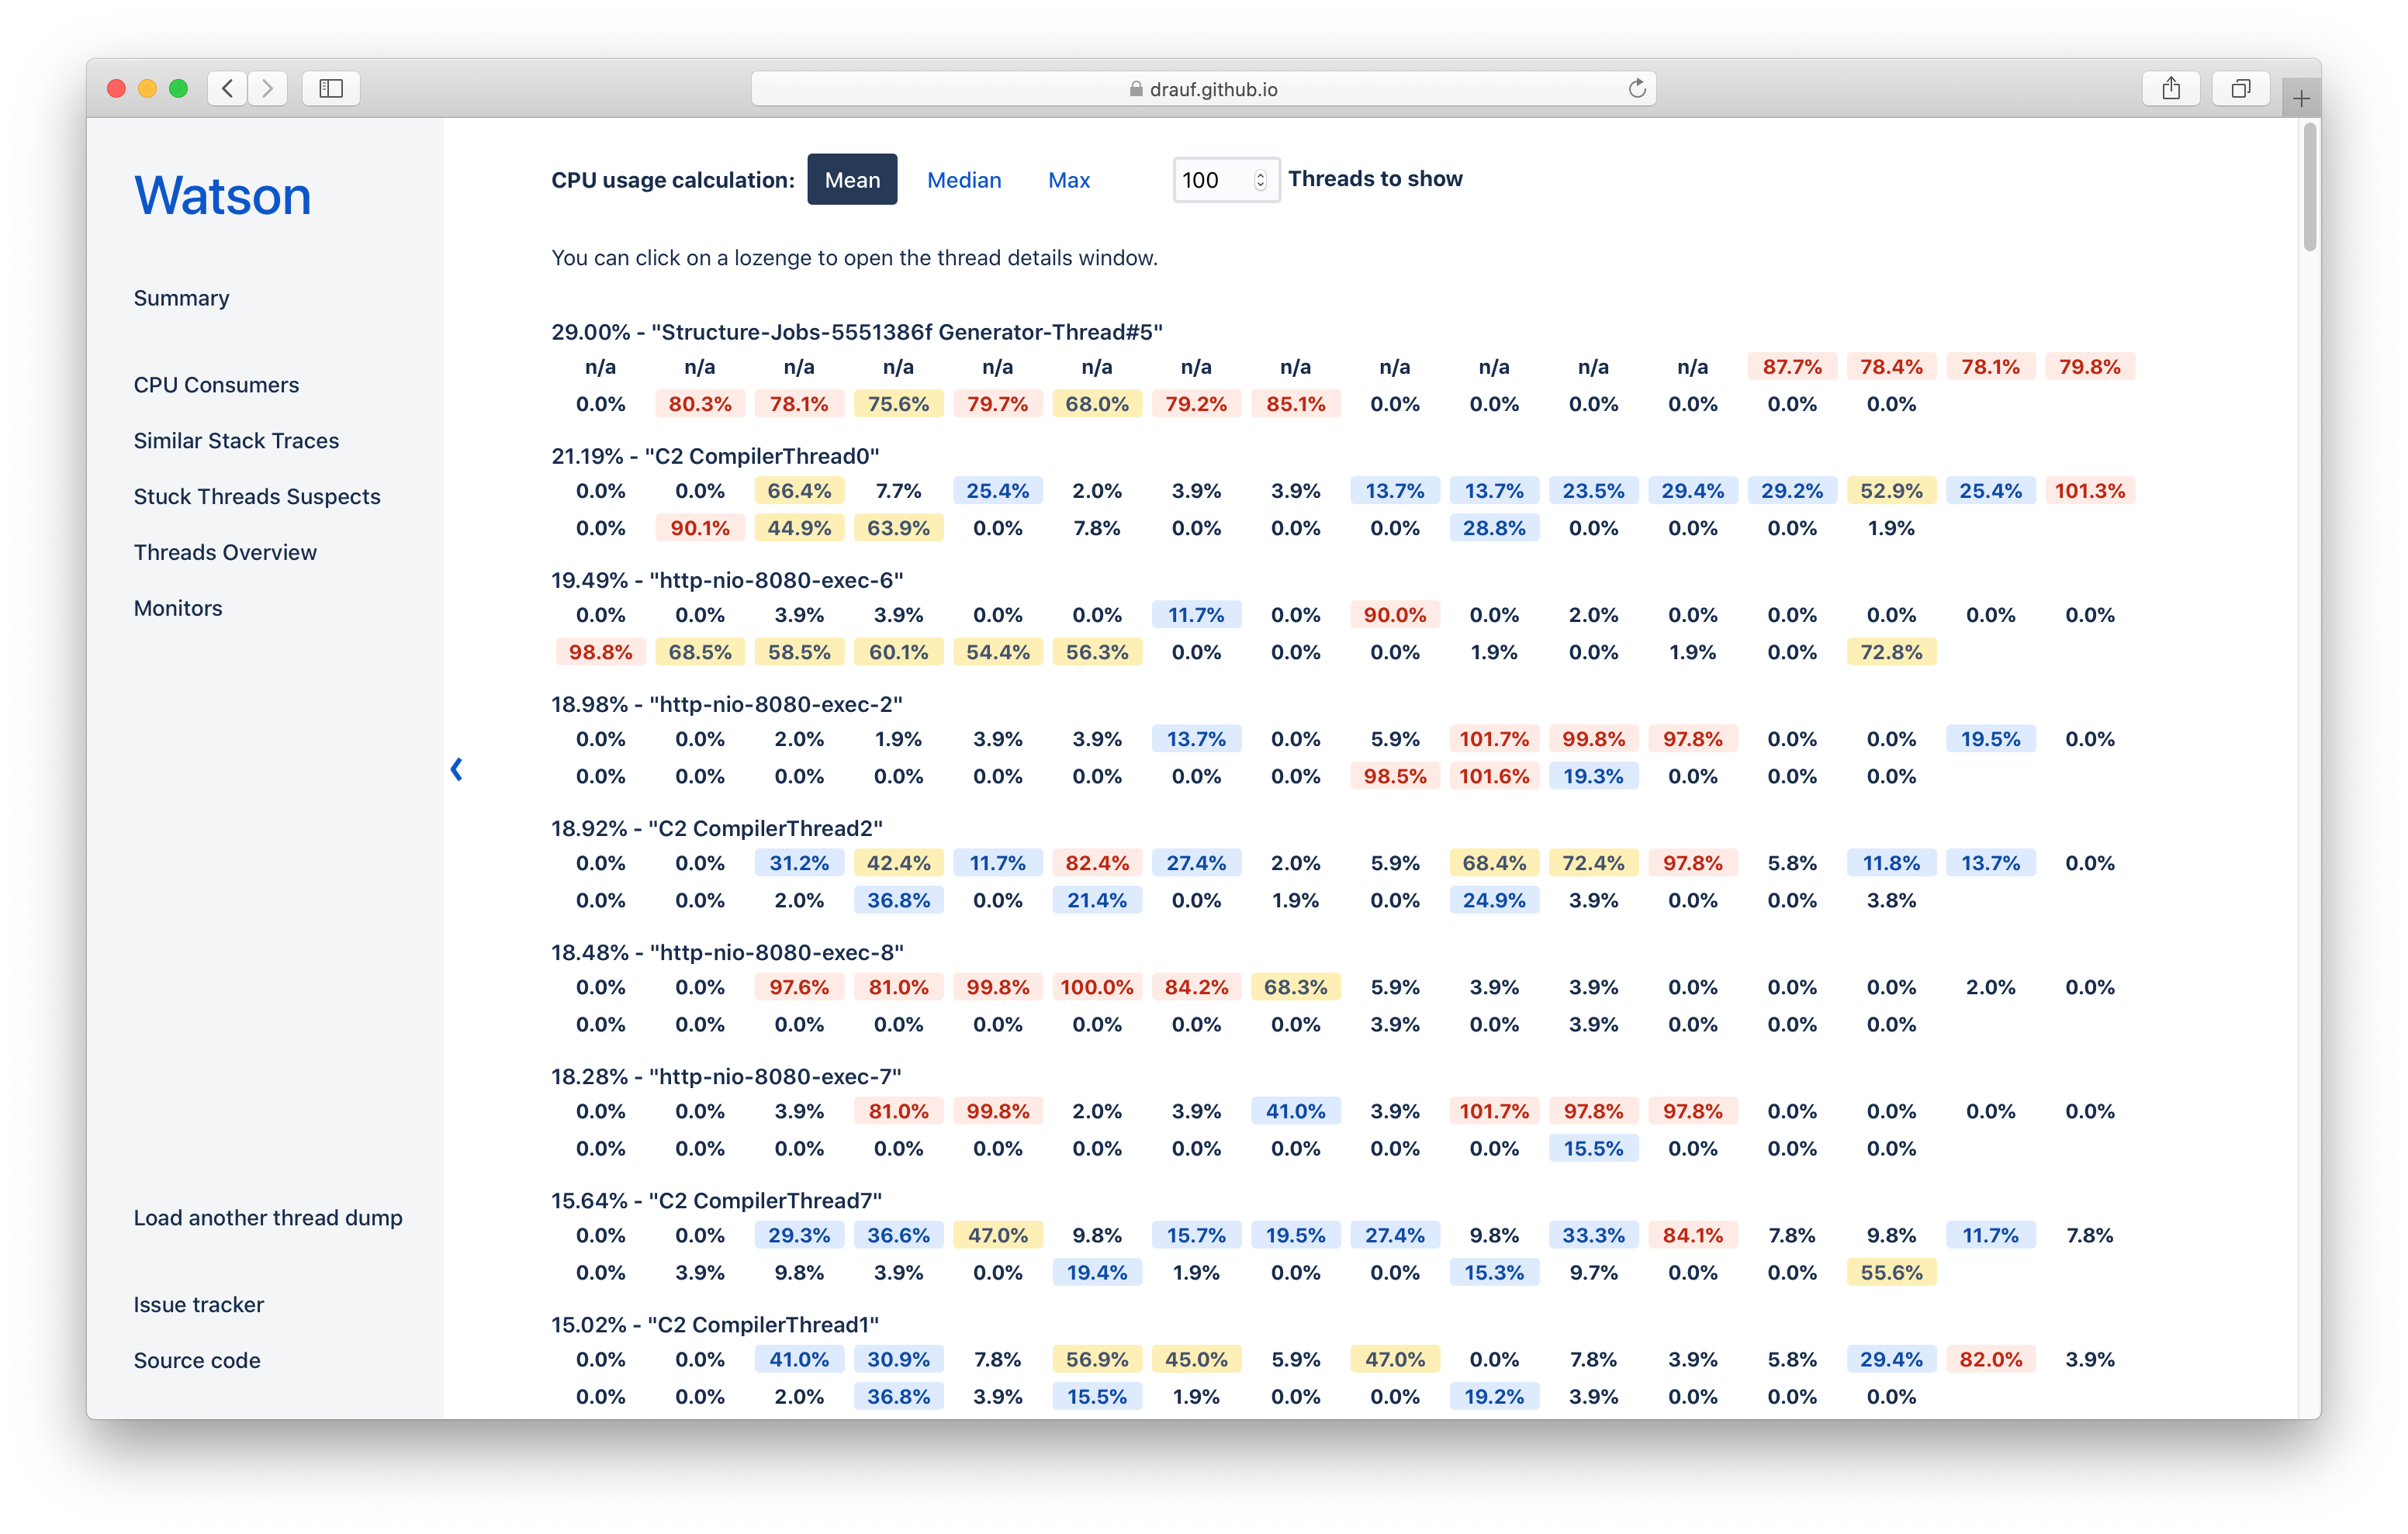 drauf.github.io
Watson
Summary
CPU Consumers
Similar Stack Traces
Stuck Threads Suspects
Threads Overview
Monitors
Load another thread dump
Issue tracker
Source code
CPU usage calculation: Mean Median Max 100 Threads to show
You can click on a lozenge to open the thread details window.
29.00% - "Structure-Jobs-5551386f Generator-Thread#5"
n/a n/a n/a n/a n/a n/a n/a n/a n/a n/a n/a n/a 87.7% 78.4% 78.1% 79.8%
0.0% 80.3% 78.1% 75.6% 79.7% 68.0% 79.2% 85.1% 0.0% 0.0% 0.0% 0.0% 0.0% 0.0%
21.19% - "C2 CompilerThread0"
0.0% 0.0% 66.4% 7.7% 25.4% 2.0% 3.9% 3.9% 13.7% 13.7% 23.5% 29.4% 29.2% 52.9% 25.4% 101.3%
0.0% 90.1% 44.9% 63.9% 0.0% 7.8% 0.0% 0.0% 0.0% 28.8% 0.0% 0.0% 0.0% 1.9%
19.49% - "http-nio-8080-exec-6"
0.0% 0.0% 3.9% 3.9% 0.0% 0.0% 11.7% 0.0% 90.0% 0.0% 2.0% 0.0% 0.0% 0.0% 0.0% 0.0%
98.8% 68.5% 58.5% 60.1% 54.4% 56.3% 0.0% 0.0% 0.0% 1.9% 0.0% 1.9% 0.0% 72.8%
18.98% - "http-nio-8080-exec-2"
0.0% 0.0% 2.0% 1.9% 3.9% 3.9% 13.7% 0.0% 5.9% 101.7% 99.8% 97.8% 0.0% 0.0% 19.5% 0.0%
0.0% 0.0% 0.0% 0.0% 0.0% 0.0% 0.0% 0.0% 98.5% 101.6% 19.3% 0.0% 0.0% 0.0%
18.92% - "C2 CompilerThread2"
0.0% 0.0% 31.2% 42.4% 11.7% 82.4% 27.4% 2.0% 5.9% 68.4% 72.4% 97.8% 5.8% 11.8% 13.7% 0.0%
0.0% 0.0% 2.0% 36.8% 0.0% 21.4% 0.0% 1.9% 0.0% 24.9% 3.9% 0.0% 0.0% 3.8%
18.48% - "http-nio-8080-exec-8"
0.0% 0.0% 97.6% 81.0% 99.8% 100.0% 84.2% 68.3% 5.9% 3.9% 3.9% 0.0% 0.0% 0.0% 2.0% 0.0%
0.0% 0.0% 0.0% 0.0% 0.0% 0.0% 0.0% 0.0% 3.9% 0.0% 3.9% 0.0% 0.0% 0.0%
18.28% - "http-nio-8080-exec-7"
0.0% 0.0% 3.9% 81.0% 99.8% 2.0% 3.9% 41.0% 3.9% 101.7% 97.8% 97.8% 0.0% 0.0% 0.0% 0.0%
0.0% 0.0% 0.0% 0.0% 0.0% 0.0% 0.0% 0.0% 0.0% 0.0% 15.5% 0.0% 0.0% 0.0%
15.64% - "C2 CompilerThread7"
0.0% 0.0% 29.3% 36.6% 47.0% 9.8% 15.7% 19.5% 27.4% 9.8% 33.3% 84.1% 7.8% 9.8% 11.7% 7.8%
0.0% 3.9% 9.8% 3.9% 0.0% 19.4% 1.9% 0.0% 0.0% 15.3% 9.7% 0.0% 0.0% 55.6%
15.02% - "C2 CompilerThread1"
0.0% 0.0% 41.0% 30.9% 7.8% 56.9% 45.0% 5.9% 47.0% 0.0% 7.8% 3.9% 5.8% 29.4% 82.0% 3.9%
0.0% 0.0% 2.0% 36.8% 3.9% 15.5% 1.9% 0.0% 0.0% 19.2% 3.9% 0.0% 0.0% 0.0%